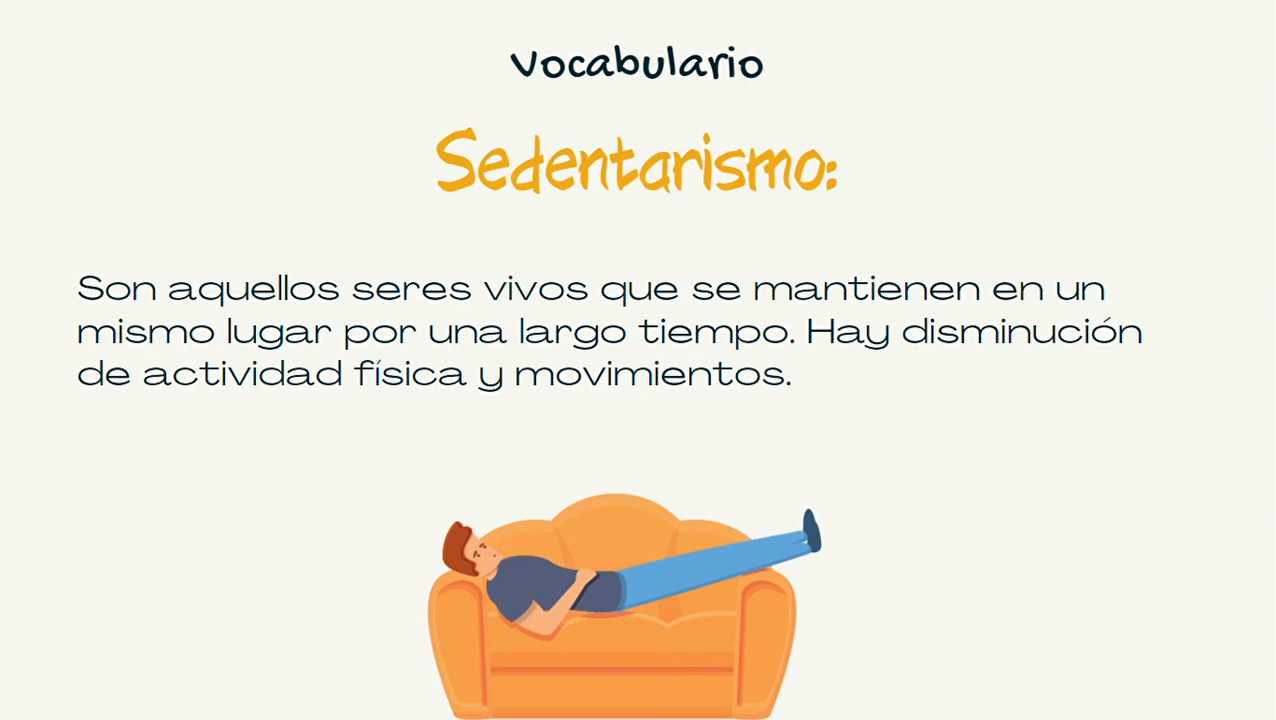 Vocabulario
Sedentarismo:
Son aquellos seres vivos que se mantienen en un
mismo lugar por una largo tiempo. Hay disminución
de actividad física y movimientos.